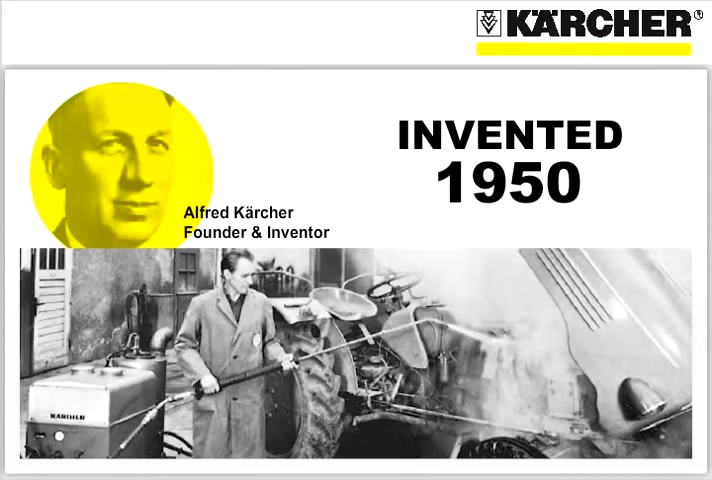 KÄRCHER®
INVENTED
1950
Alfred Kärcher
Founder & Inventor
KÄRCHER